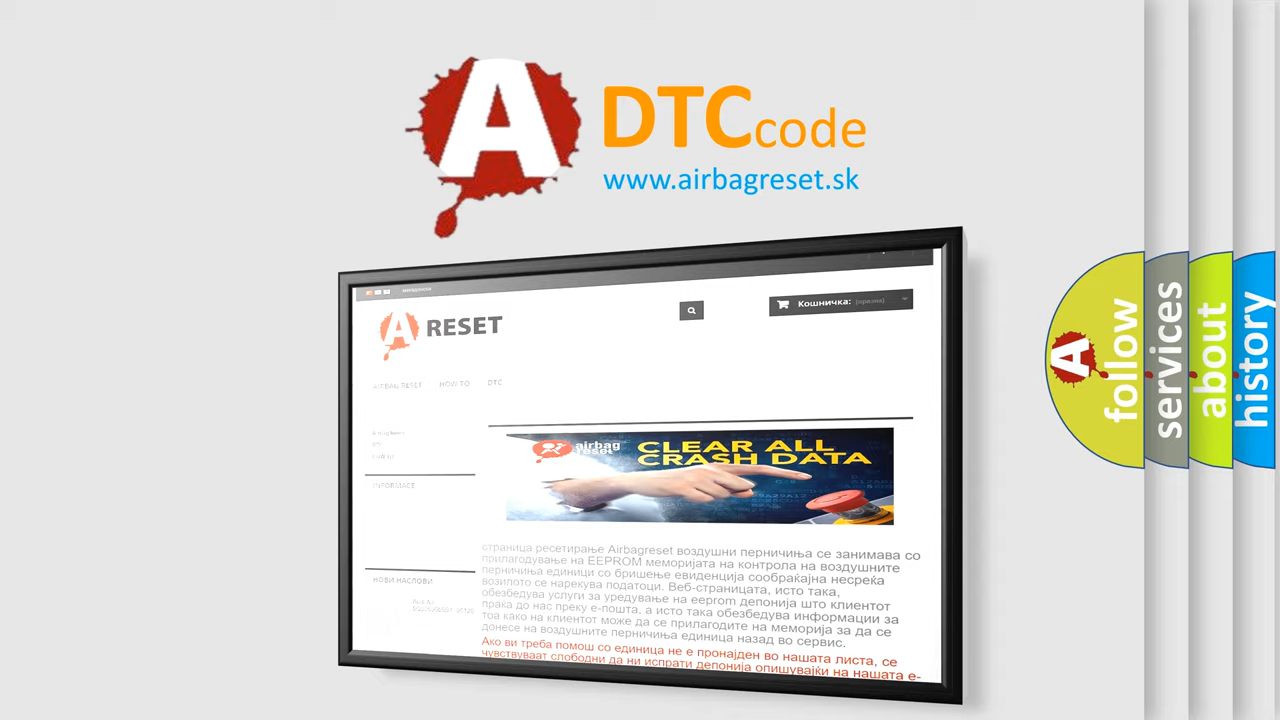 A
DTC code
www.airbagreset.sk
A RESET
Кошничка: (празни)
AIRBAG RESET HOW TO DTC
INFORMACE
НОВИ НАСЛОВИ
airbag
reset
CLEAR ALL
CRASH DATA
страница ресетирање Airbagreset воздушни перничиња се занимава со
прилагодување на EEPROM меморијата на контрола на воздушните
перничиња единици со бришење евиденција сообраќајна несреќа
возилото се нарекува податоци. Веб-страницата, исто така,
обезбедува услуги за уредување на eeprom депонија што клиентот
прака до нас преку е-пошта, а исто така обезбедува информации за
тоа како на клиентот може да се прилагодите на меморија за да се
донесе на воздушните перничиња единица назад во сервис.
Ако ви треба помош со единица не е пронајден во нашата листа, се
чувствуваат слободни да ни испрати депонија опишувајќи на нашата е-
A
follow
services
about
history